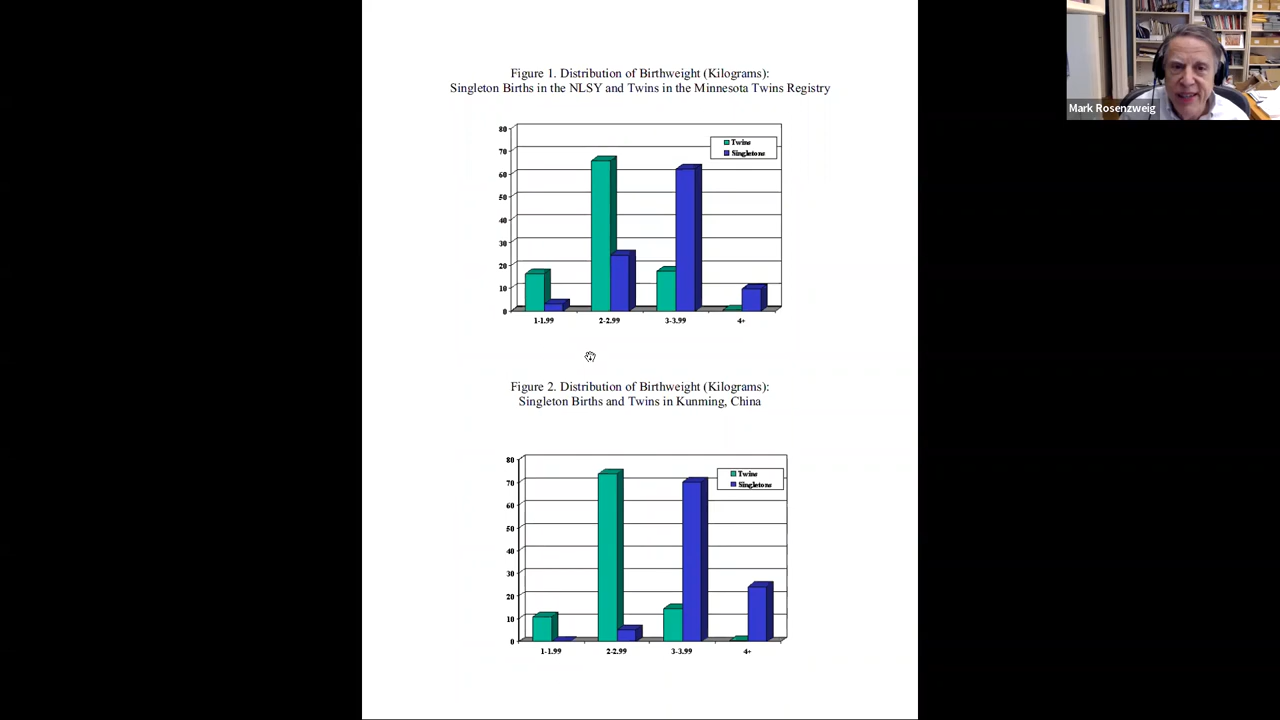 Figure 1. Distribution of Birthweight (Kilograms):
Singleton Births in the NLSY and Twins in the Minnesota Twins Registry
80
70
60
50
40
30
20
10
0
Twins
Singletons
1-1.99 2-2.99 3-3.99 4+
Figure 2. Distribution of Birthweight (Kilograms):
Singleton Births and Twins in Kunming, China
80
70
60
50
40
30
20
10
0
Twins
Singletons
1-1.99 2-2.99 3-3.99 4+
Mark Rosenzweig